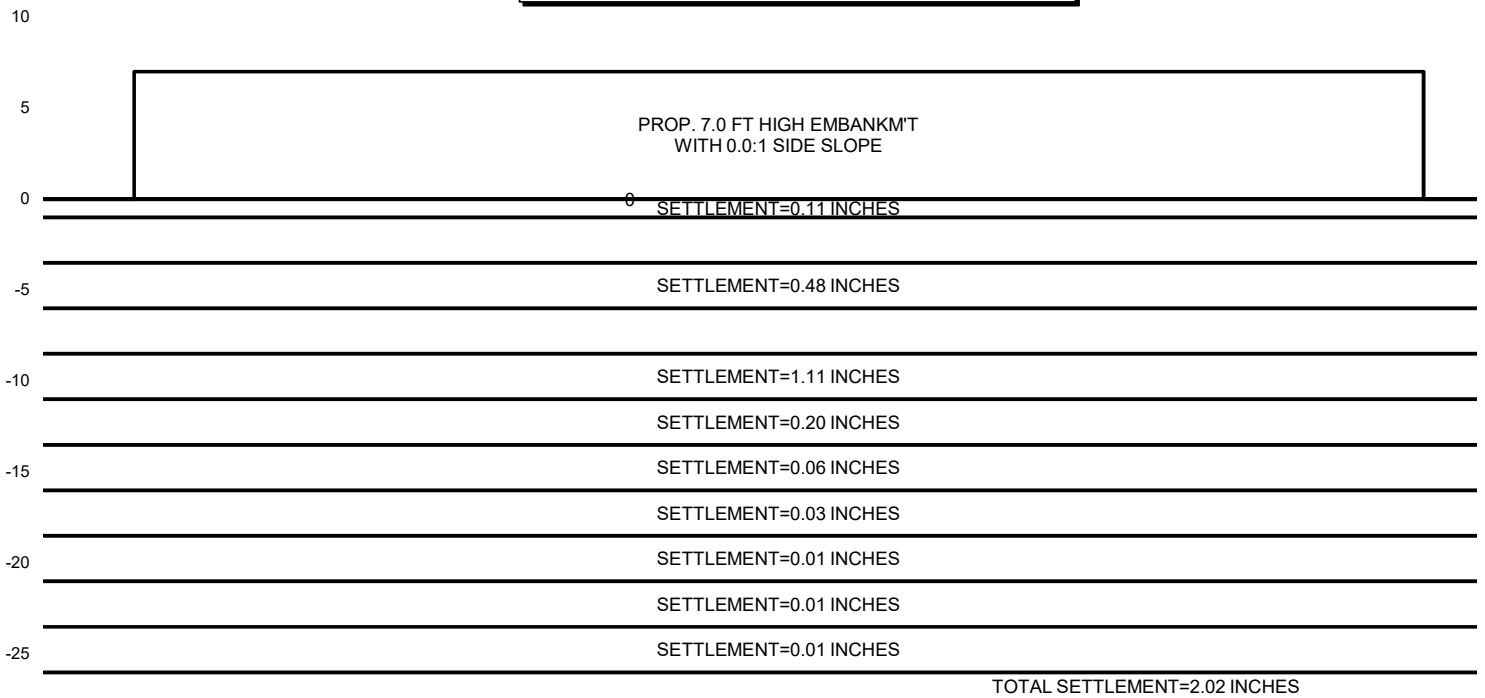 10
5
PROP. 7.0 FT HIGH EMBANKM'T
WITH 0.0:1 SIDE SLOPE
0
0
SETTLEMENT=0.11 INCHES
-5
SETTLEMENT=0.48 INCHES
-10
SETTLEMENT=1.11 INCHES
SETTLEMENT=0.20 INCHES
-15
SETTLEMENT=0.06 INCHES
SETTLEMENT=0.03 INCHES
-20
SETTLEMENT=0.01 INCHES
SETTLEMENT=0.01 INCHES
-25
SETTLEMENT=0.01 INCHES
TOTAL SETTLEMENT=2.02 INCHES